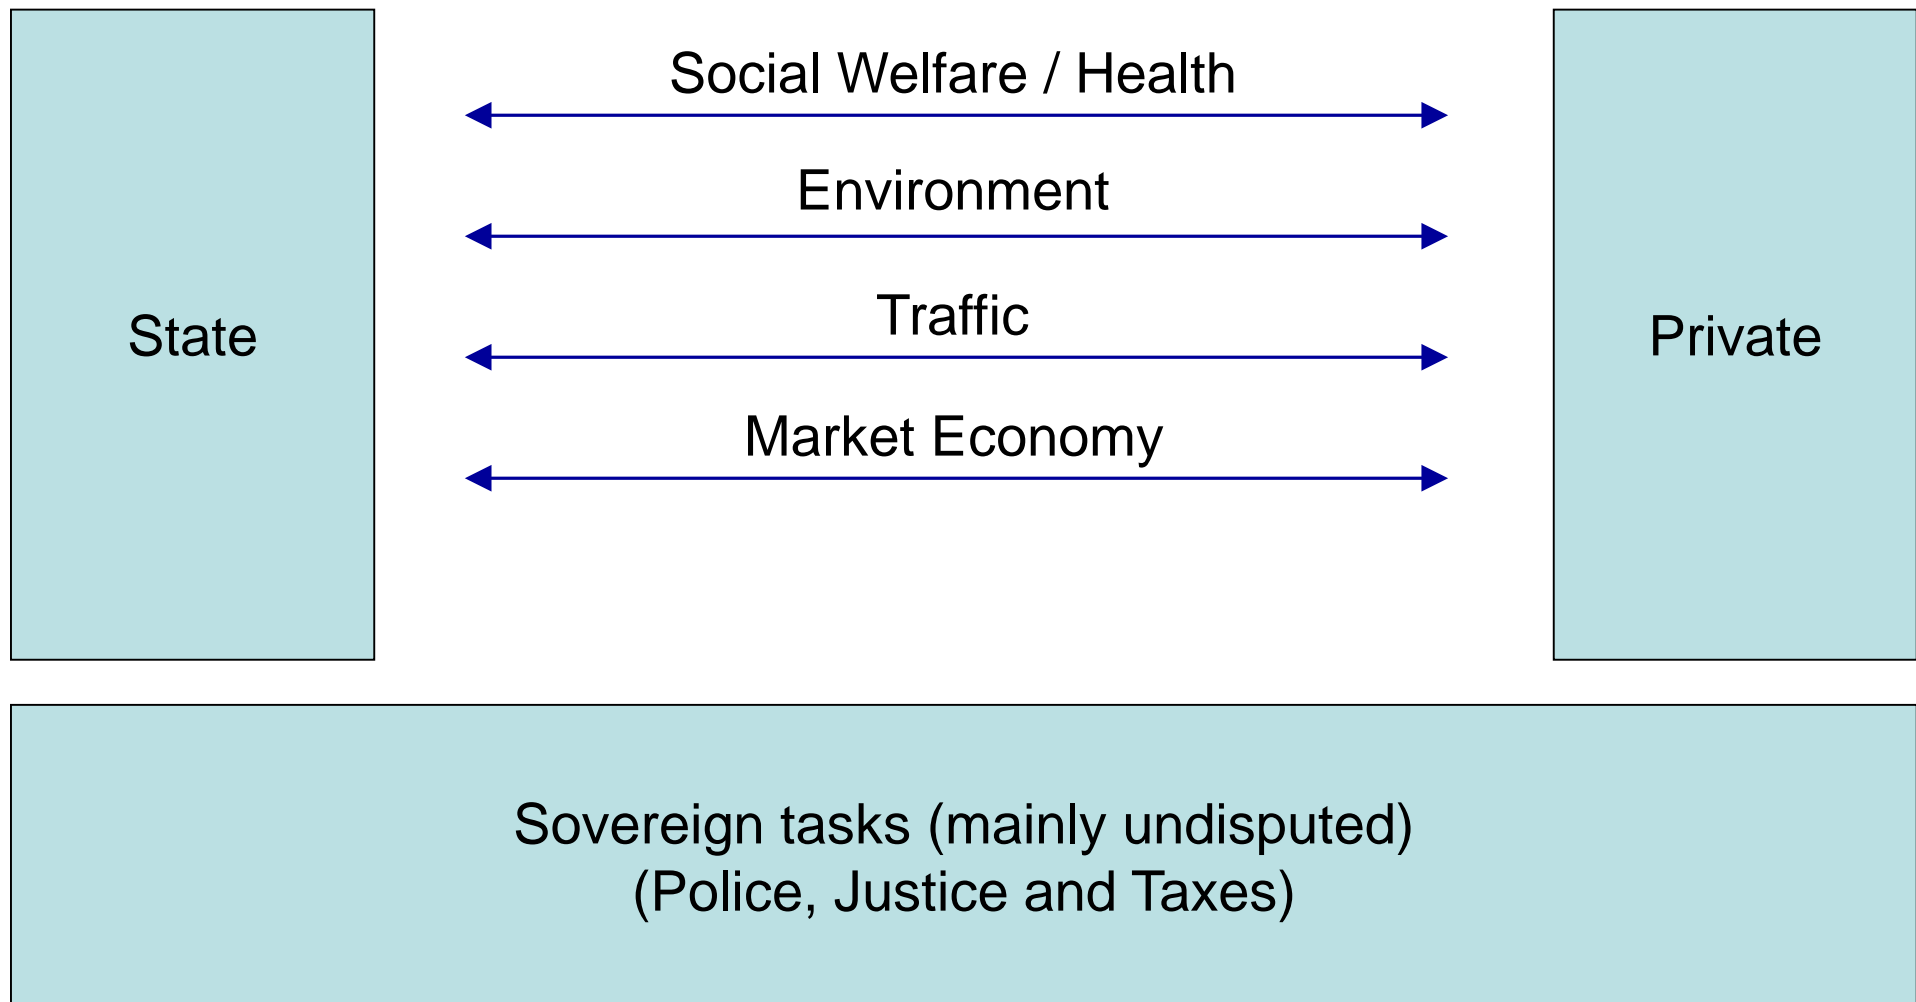 Social Welfare / Health
Environment
Traffic
State
Private
Market Economy
Sovereign tasks (mainly undisputed)
(Police, Justice and Taxes)